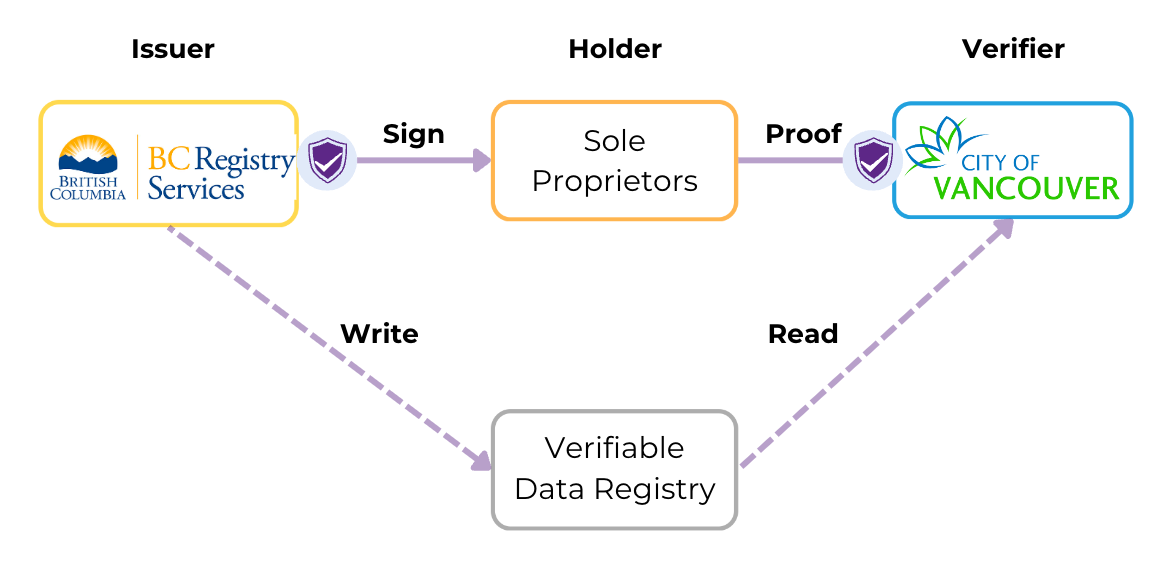 Issuer
Holder
Verifier
BRITISH
COLUMBIA
BC Registry
Services
Sign
Sole
Proprietors
Proof
CITY OF
VANCOUVER
Write
Read
Verifiable
Data Registry